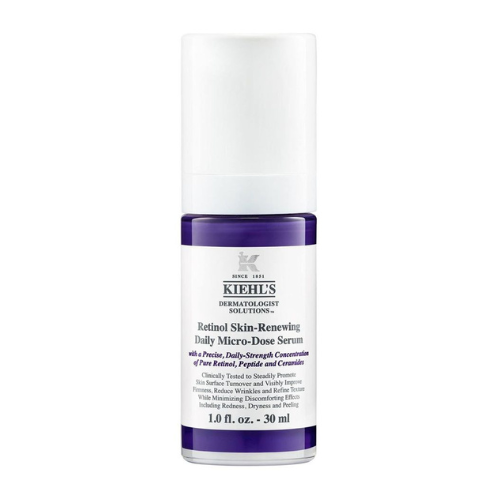 K
SINCE 1851
KIEHL'S
DERMATOLOGIST
SOLUTIONS™
Retinol Skin-Renewing
Daily Micro-Dose Serum
with a Precise, Daily-Strength Concentration
of Pure Retinol, Peptide and Ceramides
Clinically Tested to Steadily Promote
Skin Surface Turnover and Visibly Improve
Firmness, Reduce Wrinkles and Refine Texture
While Minimizing Discomforting Effects
Including Redness, Dryness and Peeling
1.0 fl. oz. - 30 ml